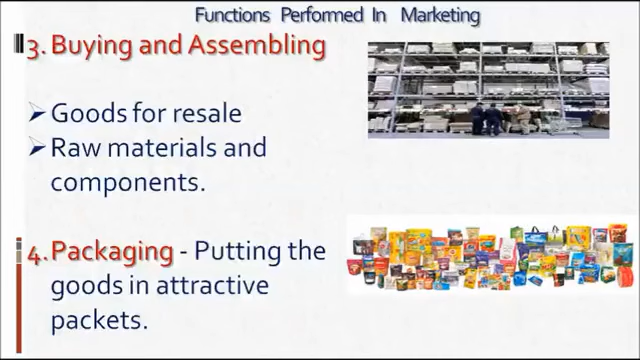 Functions Performed In Marketing
3. Buying and Assembling
Goods for resale
Raw materials and
components.
4. Packaging - Putting the
goods in attractive
packets.